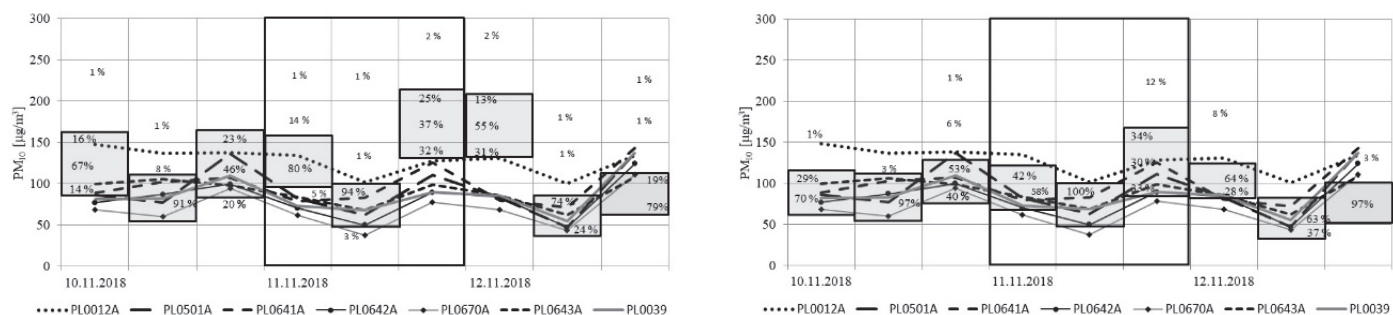 300
2 % 2 %
250
1 % 1 % 1 % 1 %
200
25% 13%
PM₁₀ [µg/m³]
1 % 14 % 37% 55% 1 % 1 %
150
16 % 23 % 32 % 31 %
67% 8 % 46% 80% 1 % 1 %
100
14 % 5 % 94 % 74 % 19%
91 % 20 % 79%
50
3 % 24 %
0
10.11.2018 11.11.2018 12.11.2018
PL0012A PL0501A PL0641A PL0642A PL0670A PL0643A PL0039
300
250
1 % 12 %
200
PM₁₀ [µg/m³]
6 % 8 %
150
1% 34%
3 % 53% 30% 3 %
29% 42% 64 %
100
70 % 97% 40 % 58% 100% 28 % 97%
63 %
50
37 %
0
10.11.2018 11.11.2018 12.11.2018
PL0012A PL0501A PL0641A PL0642A PL0670A PL0643A PL0039